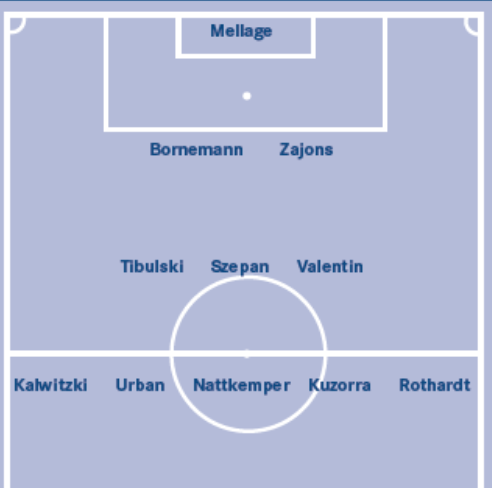 Mellage
Bornemann Zajons
Tibulski Szepan Valentin
Kalwitzki Urban Nattkemper Kuzorra Rothardt